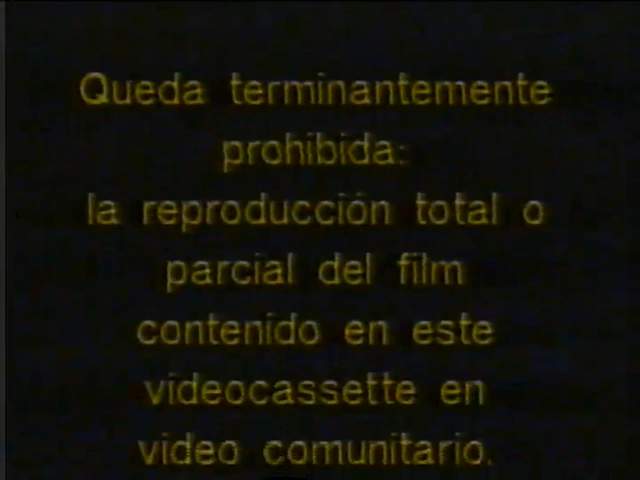 Queda terminantemente
prohibida:
la reproducción total o
parcial del film
contenido en este
videocassette en
video comunitario.